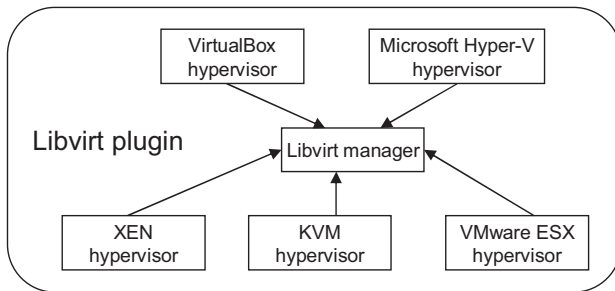 VirtualBox
hypervisor
Microsoft Hyper-V
hypervisor
Libvirt plugin
Libvirt manager
XEN
hypervisor
KVM
hypervisor
VMware ESX
hypervisor